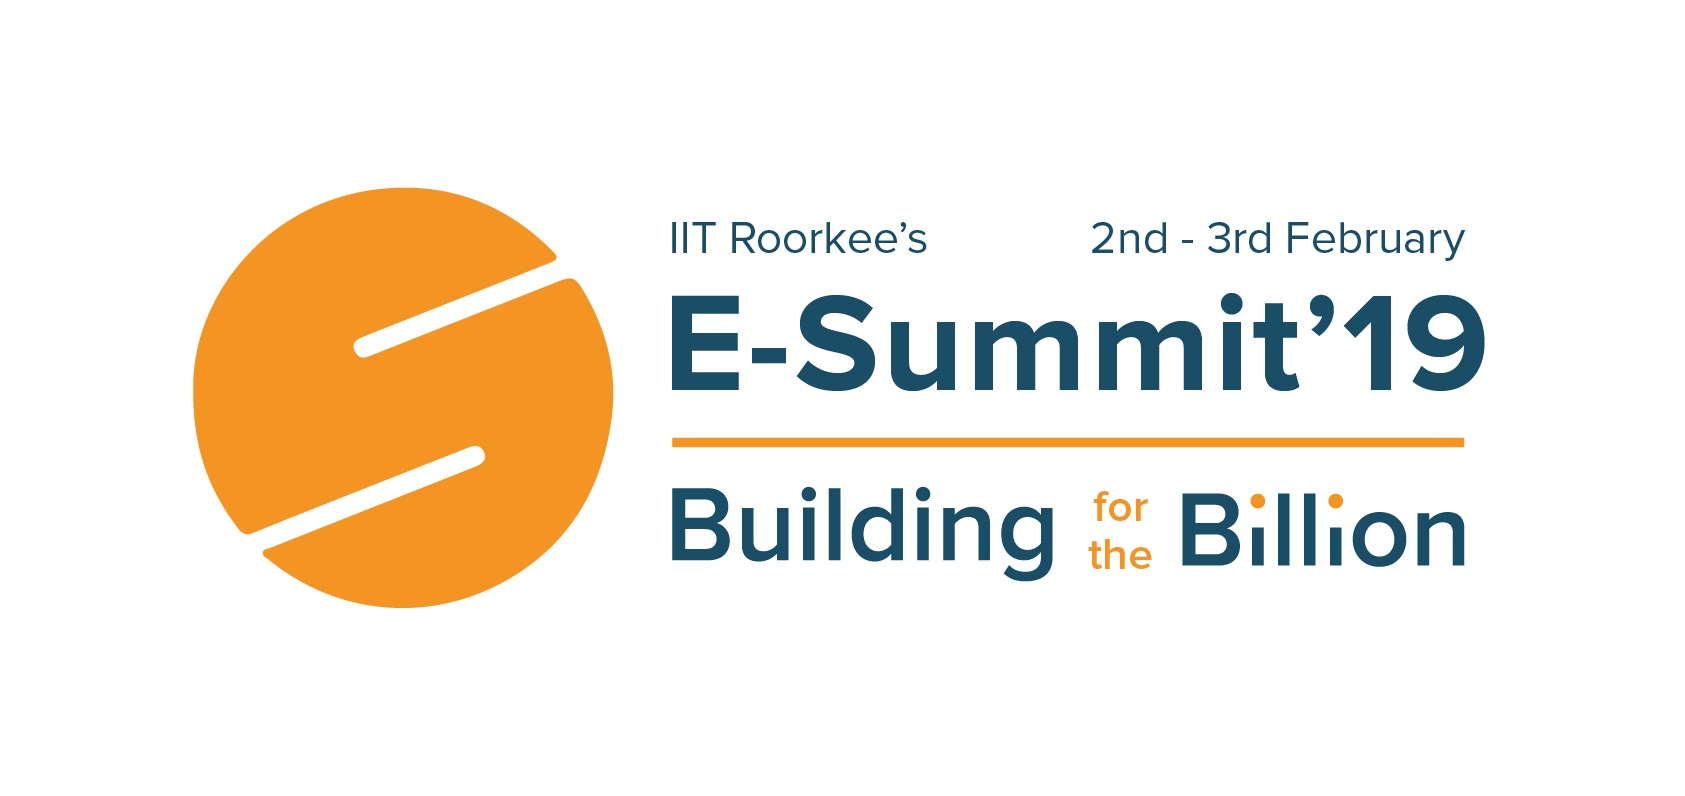 IIT Roorkee’s 2nd - 3rd February
E-Summit’19
Building for the Billion